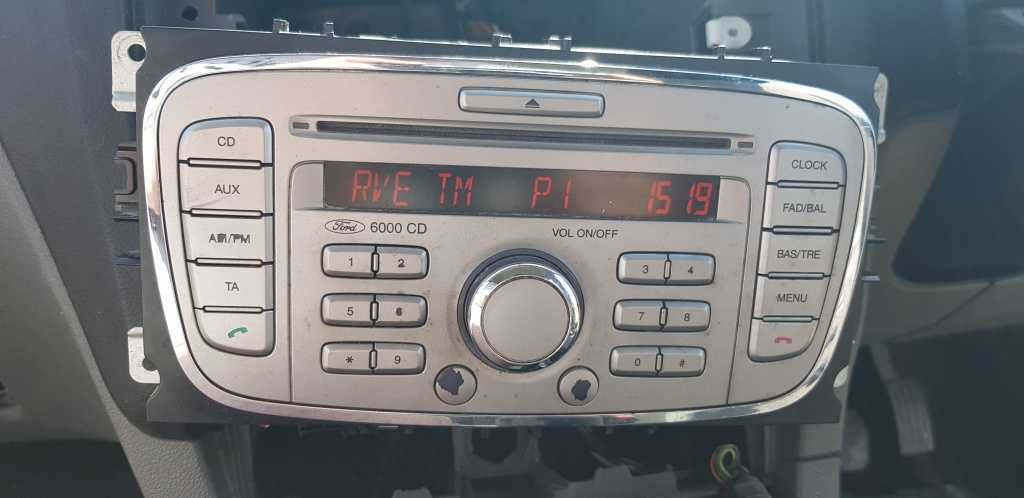 CD
AUX
AM/FM
TA
RVE TM P1 1519
Ford 6000 CD
VOL ON/OFF
1 2
3 4
5 6
7 8
* 9
0 #
CLOCK
FAD/BAL
BAS/TRE
MENU